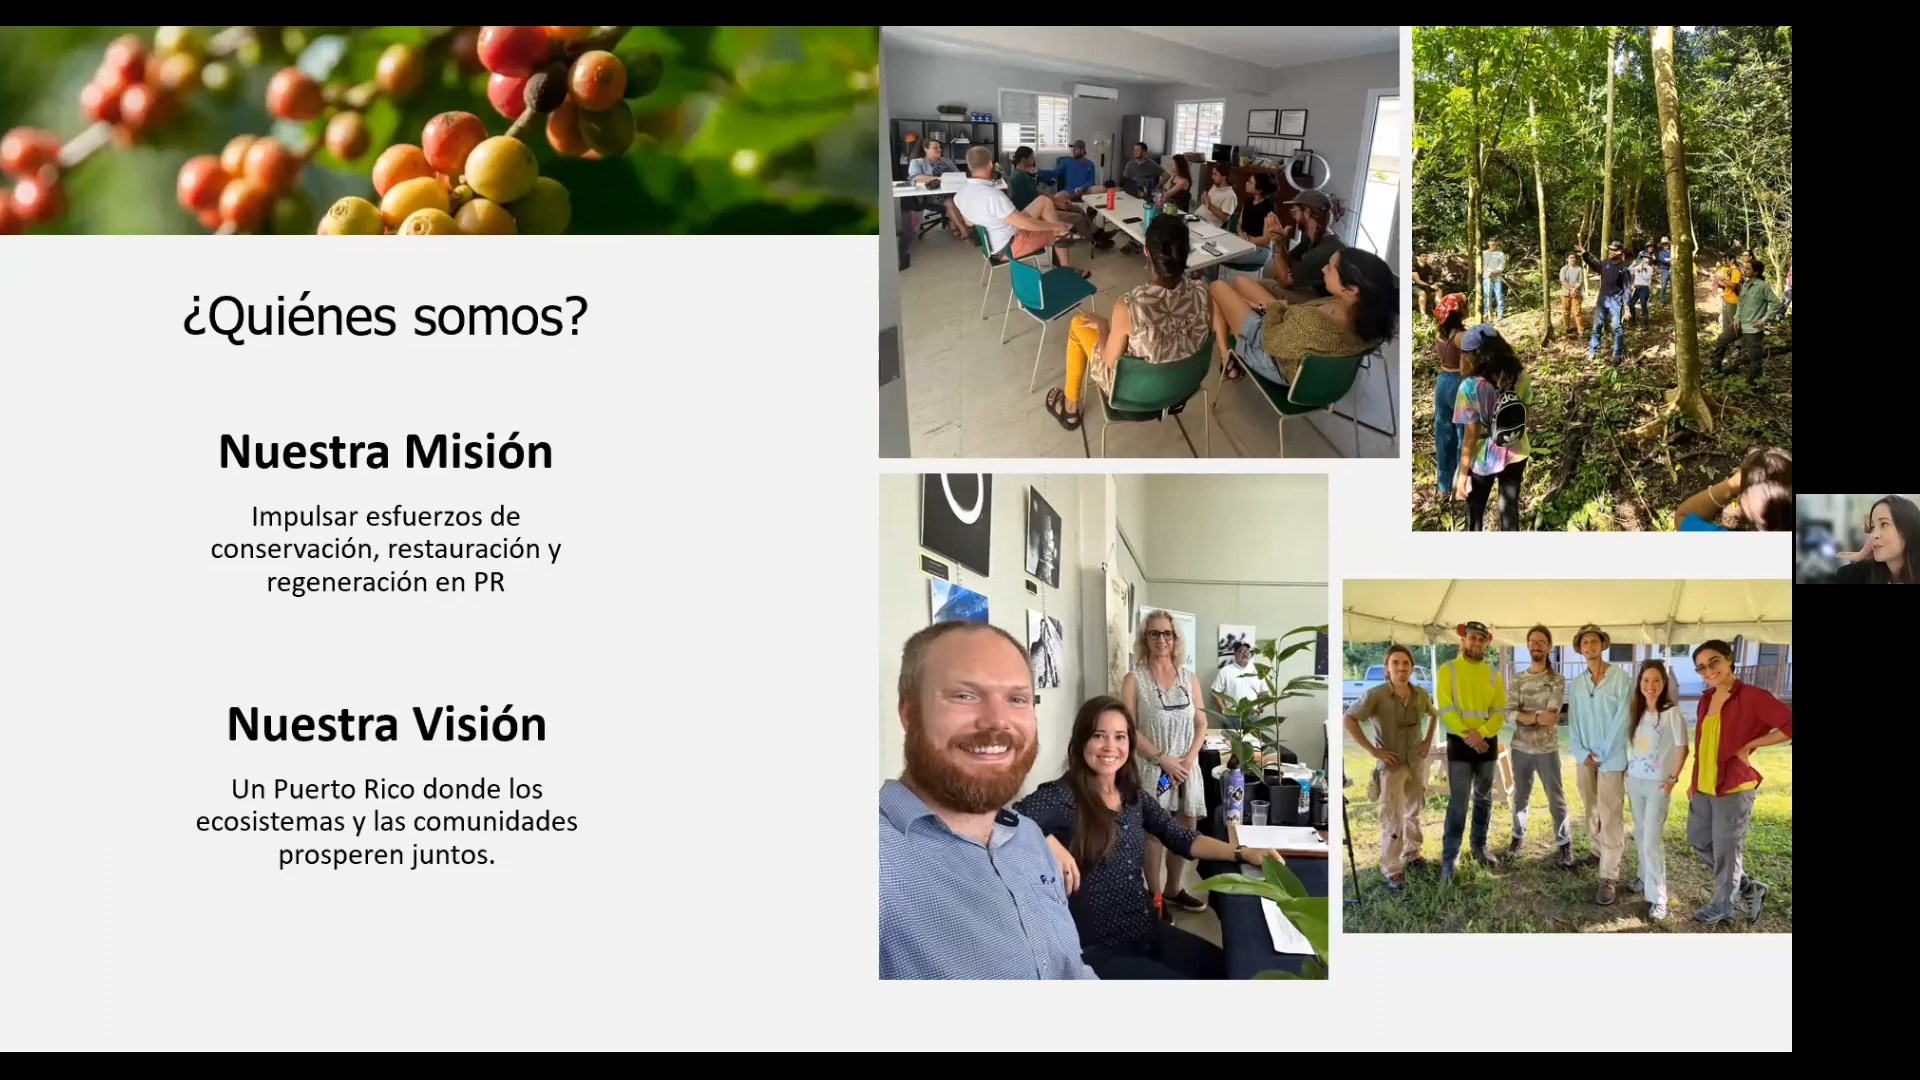 ¿Quiénes somos?
Nuestra Misión
Impulsar esfuerzos de
conservación, restauración y
regeneración en PR
Nuestra Visión
Un Puerto Rico donde los
ecosistemas y las comunidades
prosperen juntos.